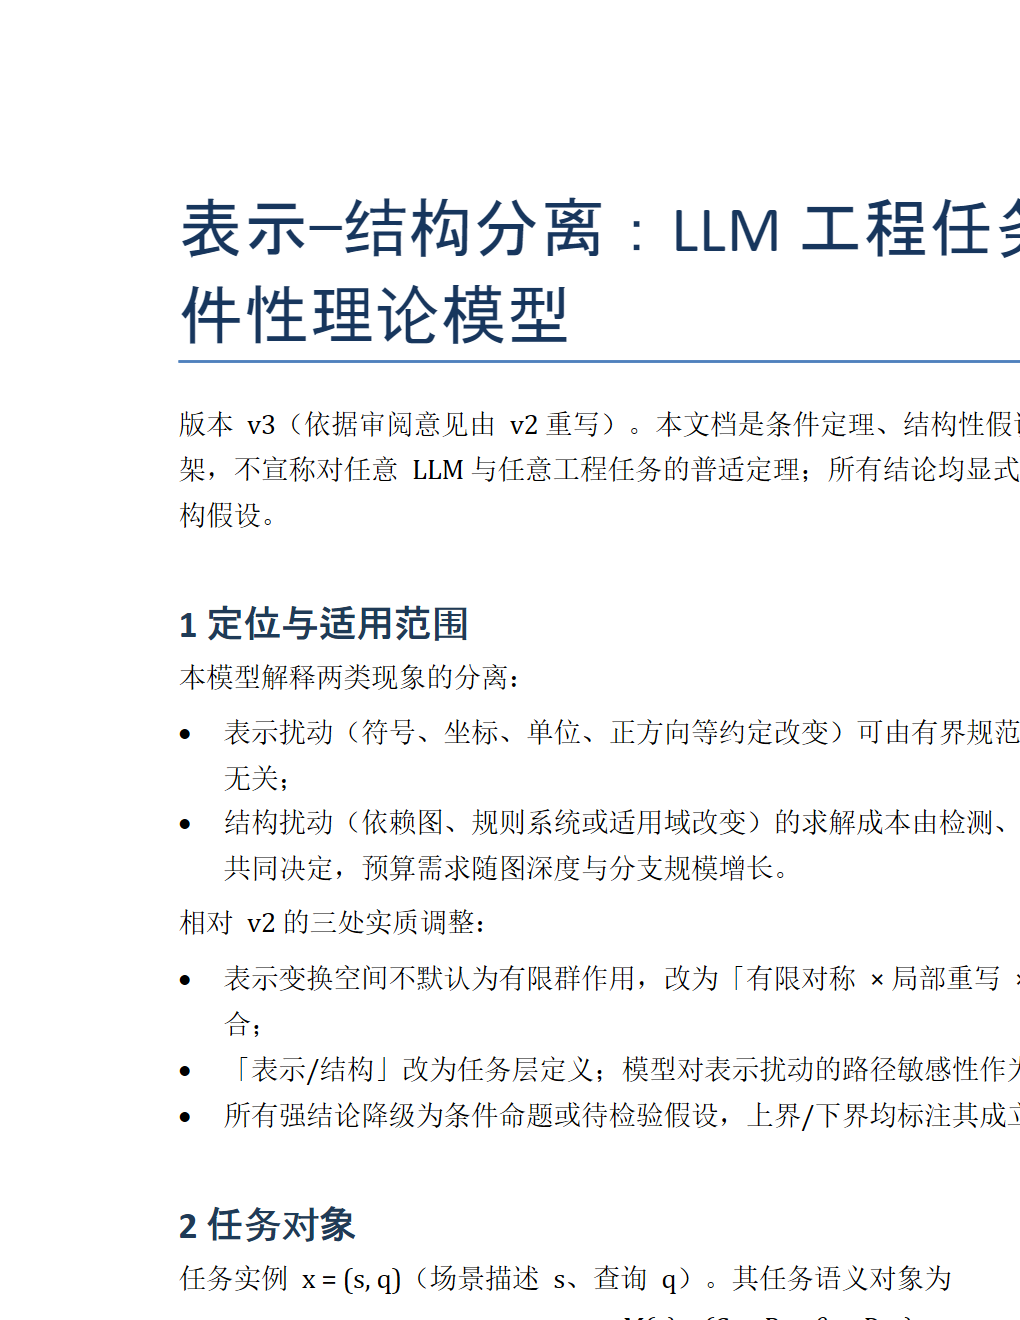 表示–结构分离：LLM 工程任务
件性理论模型
版本 v3（依据审阅意见由 v2 重写）。本文档是条件定理、结构性假
架，不宣称对任意 LLM 与任意工程任务的普适定理；所有结论均显式
构假设。
1 定位与适用范围
本模型解释两类现象的分离：
• 表示扰动（符号、坐标、单位、正方向等约定改变）可由有界规范
无关；
• 结构扰动（依赖图、规则系统或适用域改变）的求解成本由检测、
共同决定，预算需求随图深度与分支规模增长。
相对 v2 的三处实质调整：
• 表示变换空间不默认为有限群作用，改为「有限对称 × 局部重写 ×
合；
• 「表示/结构」改为任务层定义；模型对表示扰动的路径敏感性作为
• 所有强结论降级为条件命题或待检验假设，上界/下界均标注其成立
2 任务对象
任务实例 x = (s, q)（场景描述 s、查询 q）。其任务语义对象为